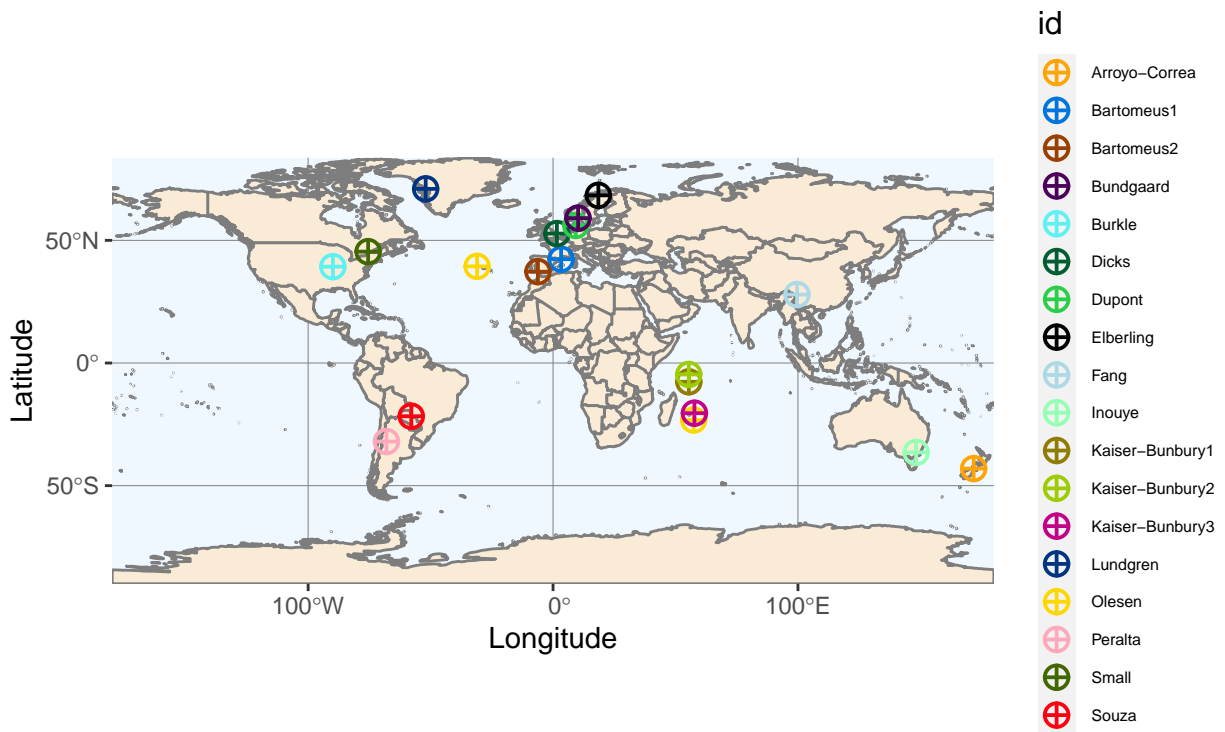 id
Arroyo−Correa
Bartomeus1
Bartomeus2
Bundgaard
Burkle
Dicks
Dupont
Elberling
Fang
Inouye
Kaiser−Bunbury1
Kaiser−Bunbury2
Kaiser−Bunbury3
Lundgren
Olesen
Peralta
Small
Souza
Latitude
50°N
0°
50°S
100°W
0°
100°E
Longitude